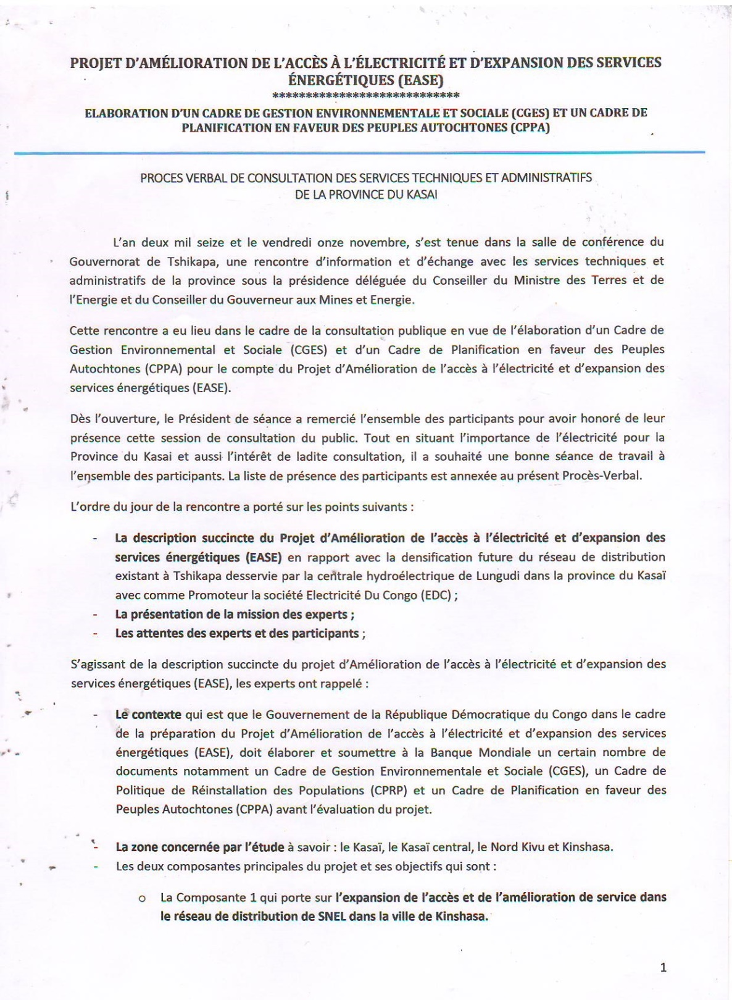 PROJET D'AMÉLIORATION DE L'ACCÈS À L'ÉLECTRICITÉ ET D'EXPANSION DES SERVICES
ÉNERGÉTIQUES (EASE)
****************************
ELABORATION D'UN CADRE DE GESTION ENVIRONNEMENTALE ET SOCIALE (CGES) ET UN CADRE DE
PLANIFICATION EN FAVEUR DES PEUPLES AUTOCHTONES (CPPA)
PROCES VERBAL DE CONSULTATION DES SERVICES TECHNIQUES ET ADMINISTRATIFS
DE LA PROVINCE DU KASAI
L'an deux mil seize et le vendredi onze novembre, s'est tenue dans la salle de conférence du
Gouvernorat de Tshikapa, une rencontre d'information et d'échange avec les services techniques et
administratifs de la province sous la présidence déléguée du Conseiller du Ministre des Terres et de
l'Energie et du Conseiller du Gouverneur aux Mines et Energie.
Cette rencontre a eu lieu dans le cadre de la consultation publique en vue de l'élaboration d'un Cadre de
Gestion Environnemental et Sociale (CGES) et d'un Cadre de Planification en faveur des Peuples
Autochtones (CPPA) pour le compte du Projet d'Amélioration de l'accès à l'électricité et d'expansion des
services énergétiques (EASE).
Dès l'ouverture, le Président de séance a remercié l'ensemble des participants pour avoir honoré de leur
présence cette session de consultation du public. Tout en situant l'importance de l'électricité pour la
Province du Kasai et aussi l'intérêt de ladite consultation, il a souhaité une bonne séance de travail à
l'ensemble des participants. La liste de présence des participants est annexée au présent Procès-Verbal.
L'ordre du jour de la rencontre a porté sur les points suivants :
- La description succincte du Projet d'Amélioration de l'accès à l'électricité et d'expansion des
services énergétiques (EASE) en rapport avec la densification future du réseau de distribution
existant à Tshikapa desservie par la centrale hydroélectrique de Lungudi dans la province du Kasaï
avec comme Promoteur la société Electricité Du Congo (EDC) ;
- La présentation de la mission des experts ;
- Les attentes des experts et des participants ;
S'agissant de la description succincte du projet d'Amélioration de l'accès à l'électricité et d'expansion des
services énergétiques (EASE), les experts ont rappelé :
- Le contexte qui est que le Gouvernement de la République Démocratique du Congo dans le cadre
de la préparation du Projet d'Amélioration de l'accès à l'électricité et d'expansion des services
énergétiques (EASE), doit élaborer et soumettre à la Banque Mondiale un certain nombre de
documents notamment un Cadre de Gestion Environnementale et Sociale (CGES), un Cadre de
Politique de Réinstallation des Populations (CPRP) et un Cadre de Planification en faveur des
Peuples Autochtones (CPPA) avant l'évaluation du projet.
- La zone concernée par l'étude à savoir : le Kasaï, le Kasaï central, le Nord Kivu et Kinshasa.
- Les deux composantes principales du projet et ses objectifs qui sont :
o La Composante 1 qui porte sur l'expansion de l'accès et de l'amélioration de service dans
le réseau de distribution de SNEL dans la ville de Kinshasa.
1